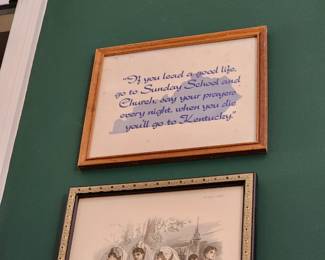 "If you lead a good life,
go to Sunday School and
Church, say your prayers
every night, when you die
you'll go to Kentucky."